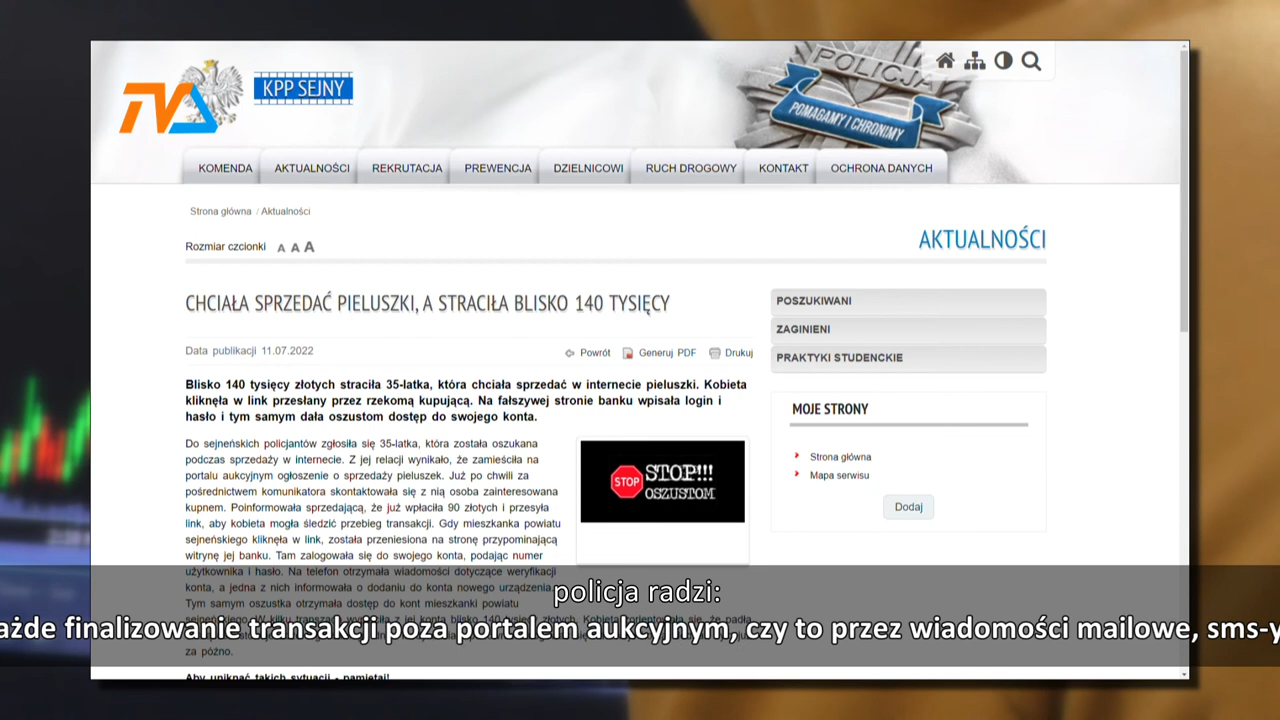 TVA
KPP SEJNY
POLICJA
POMAGAMY I CHRONIMY
KOMENDA AKTUALNOŚCI REKRUTACJA PREWENCJA DZIELNICOWI RUCH DROGOWY KONTAKT OCHRONA DANYCH
Strona główna / Aktualności
Rozmiar czcionki A A A
AKTUALNOŚCI
CHCIAŁA SPRZEDAĆ PIELUSZKI, A STRACIŁA BLISKO 140 TYSIĘCY
Data publikacji 11.07.2022
Powrót Generuj PDF Drukuj
Blisko 140 tysięcy złotych straciła 35-latka, która chciała sprzedać w internecie pieluszki. Kobieta
kliknęła w link przesłany przez rzekomą kupującą. Na fałszywej stronie banku wpisała login i
hasło i tym samym dała oszustom dostęp do swojego konta.
Do sejneńskich policjantów zgłosiła się 35-latka, która została oszukana
podczas sprzedaży w internecie. Z jej relacji wynikało, że zamieściła na
portalu aukcyjnym ogłoszenie o sprzedaży pieluszek. Już po chwili za
pośrednictwem komunikatora skontaktowała się z nią osoba zainteresowana
kupnem. Poinformowała sprzedającą, że już wpłaciła 90 złotych i przesyła
link, aby kobieta mogła śledzić przebieg transakcji. Gdy mieszkanka powiatu
sejneńskiego kliknęła w link, została przeniesiona na stronę przypominającą
witrynę jej banku. Tam zalogowała się do swojego konta, podając numer
użytkownika i hasło. Na telefon otrzymała wiadomości dotyczące weryfikacji
konta, a jedna z nich informowała o dodaniu do konta nowego urządzenia.
Tym samym oszustka otrzymała dostęp do kont mieszkanki powiatu
za późno.
Aby uniknąć takich sytuacji - pamiętaj!
STOP
STOP!!!
OSZUSTOM
POSZUKIWANI
ZAGINIENI
PRAKTYKI STUDENCKIE
MOJE STRONY
Strona główna
Mapa serwisu
Dodaj
policja radzi:
ażde finalizowanie transakcji poza portalem aukcyjnym, czy to przez wiadomości mailowe, sms-y